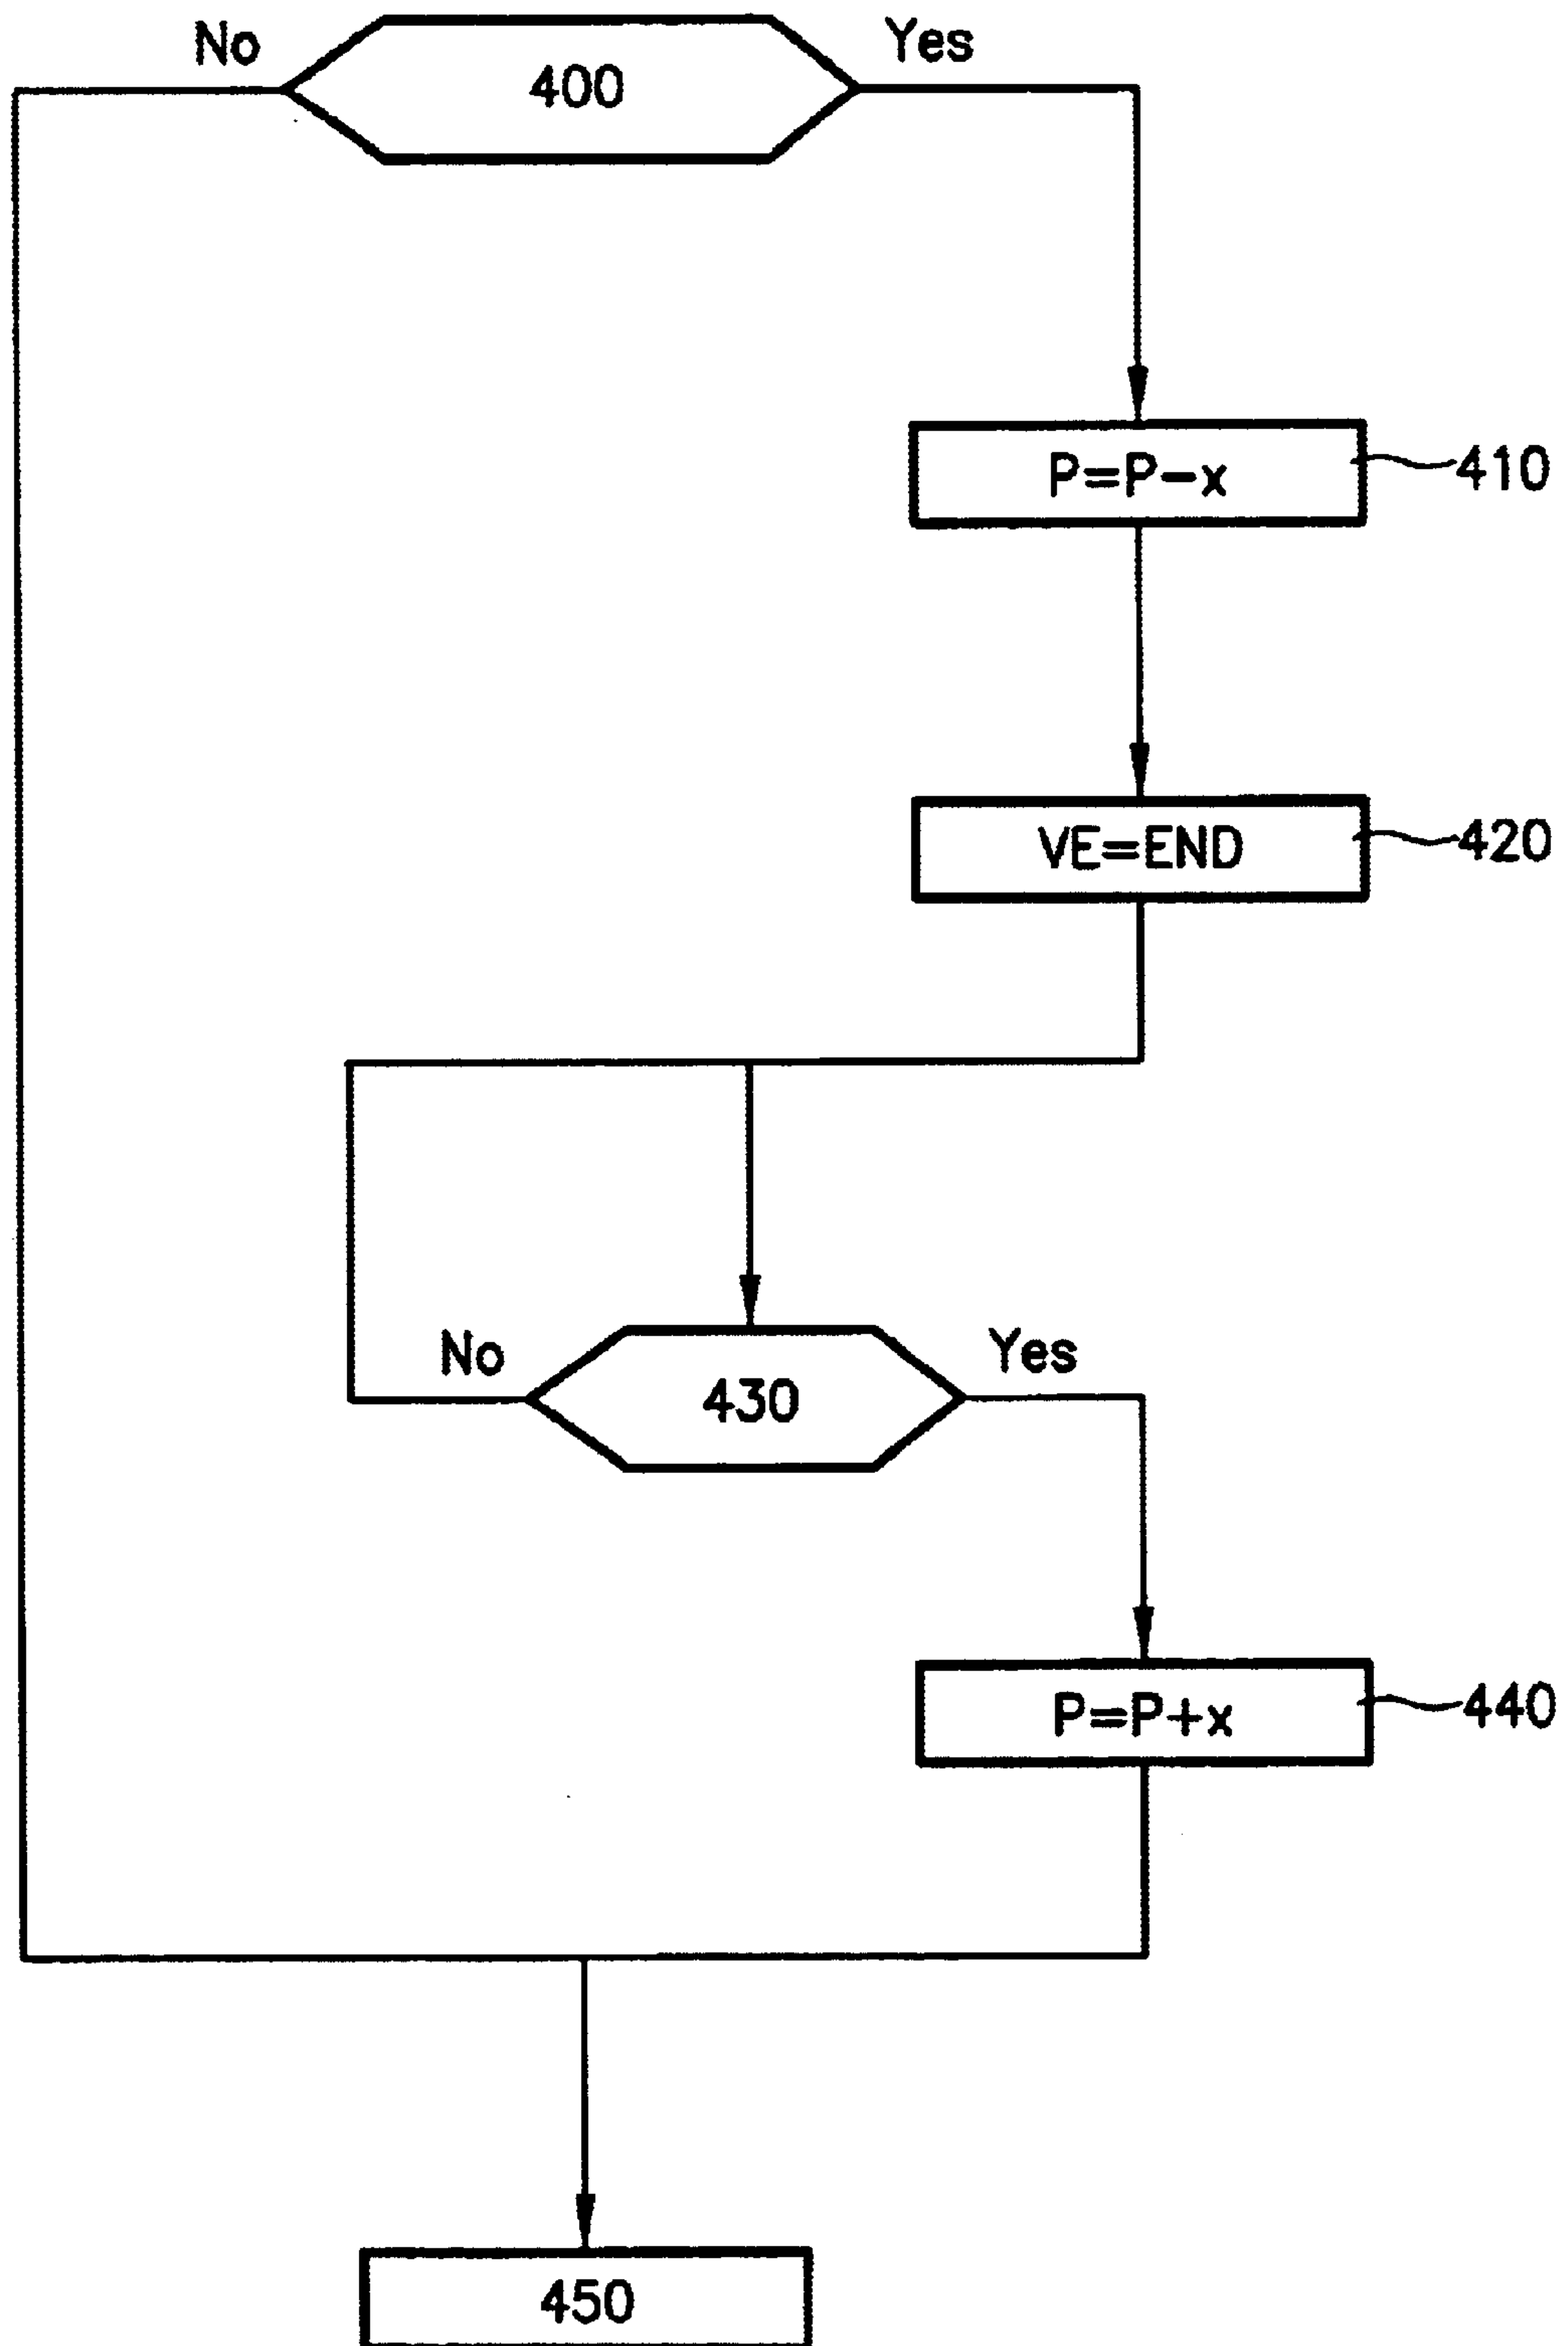 No
400
Yes
P=P-x
410
VE=END
420
No
430
Yes
P=P+x
440
450